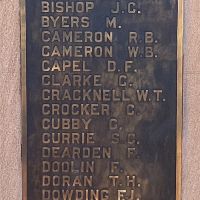 BISHOP J.C.
BYERS M.
CAMERON R.B.
CAMERON W.B.
CAPEL D.F.
CLARKE G.
CRACKNELL W.T.
CROCKER G.
CUBBY C.
CURRIE S.C.
DEARDEN F.
DOOLIN F.
DORAN T.H.
DOWDING F.J.